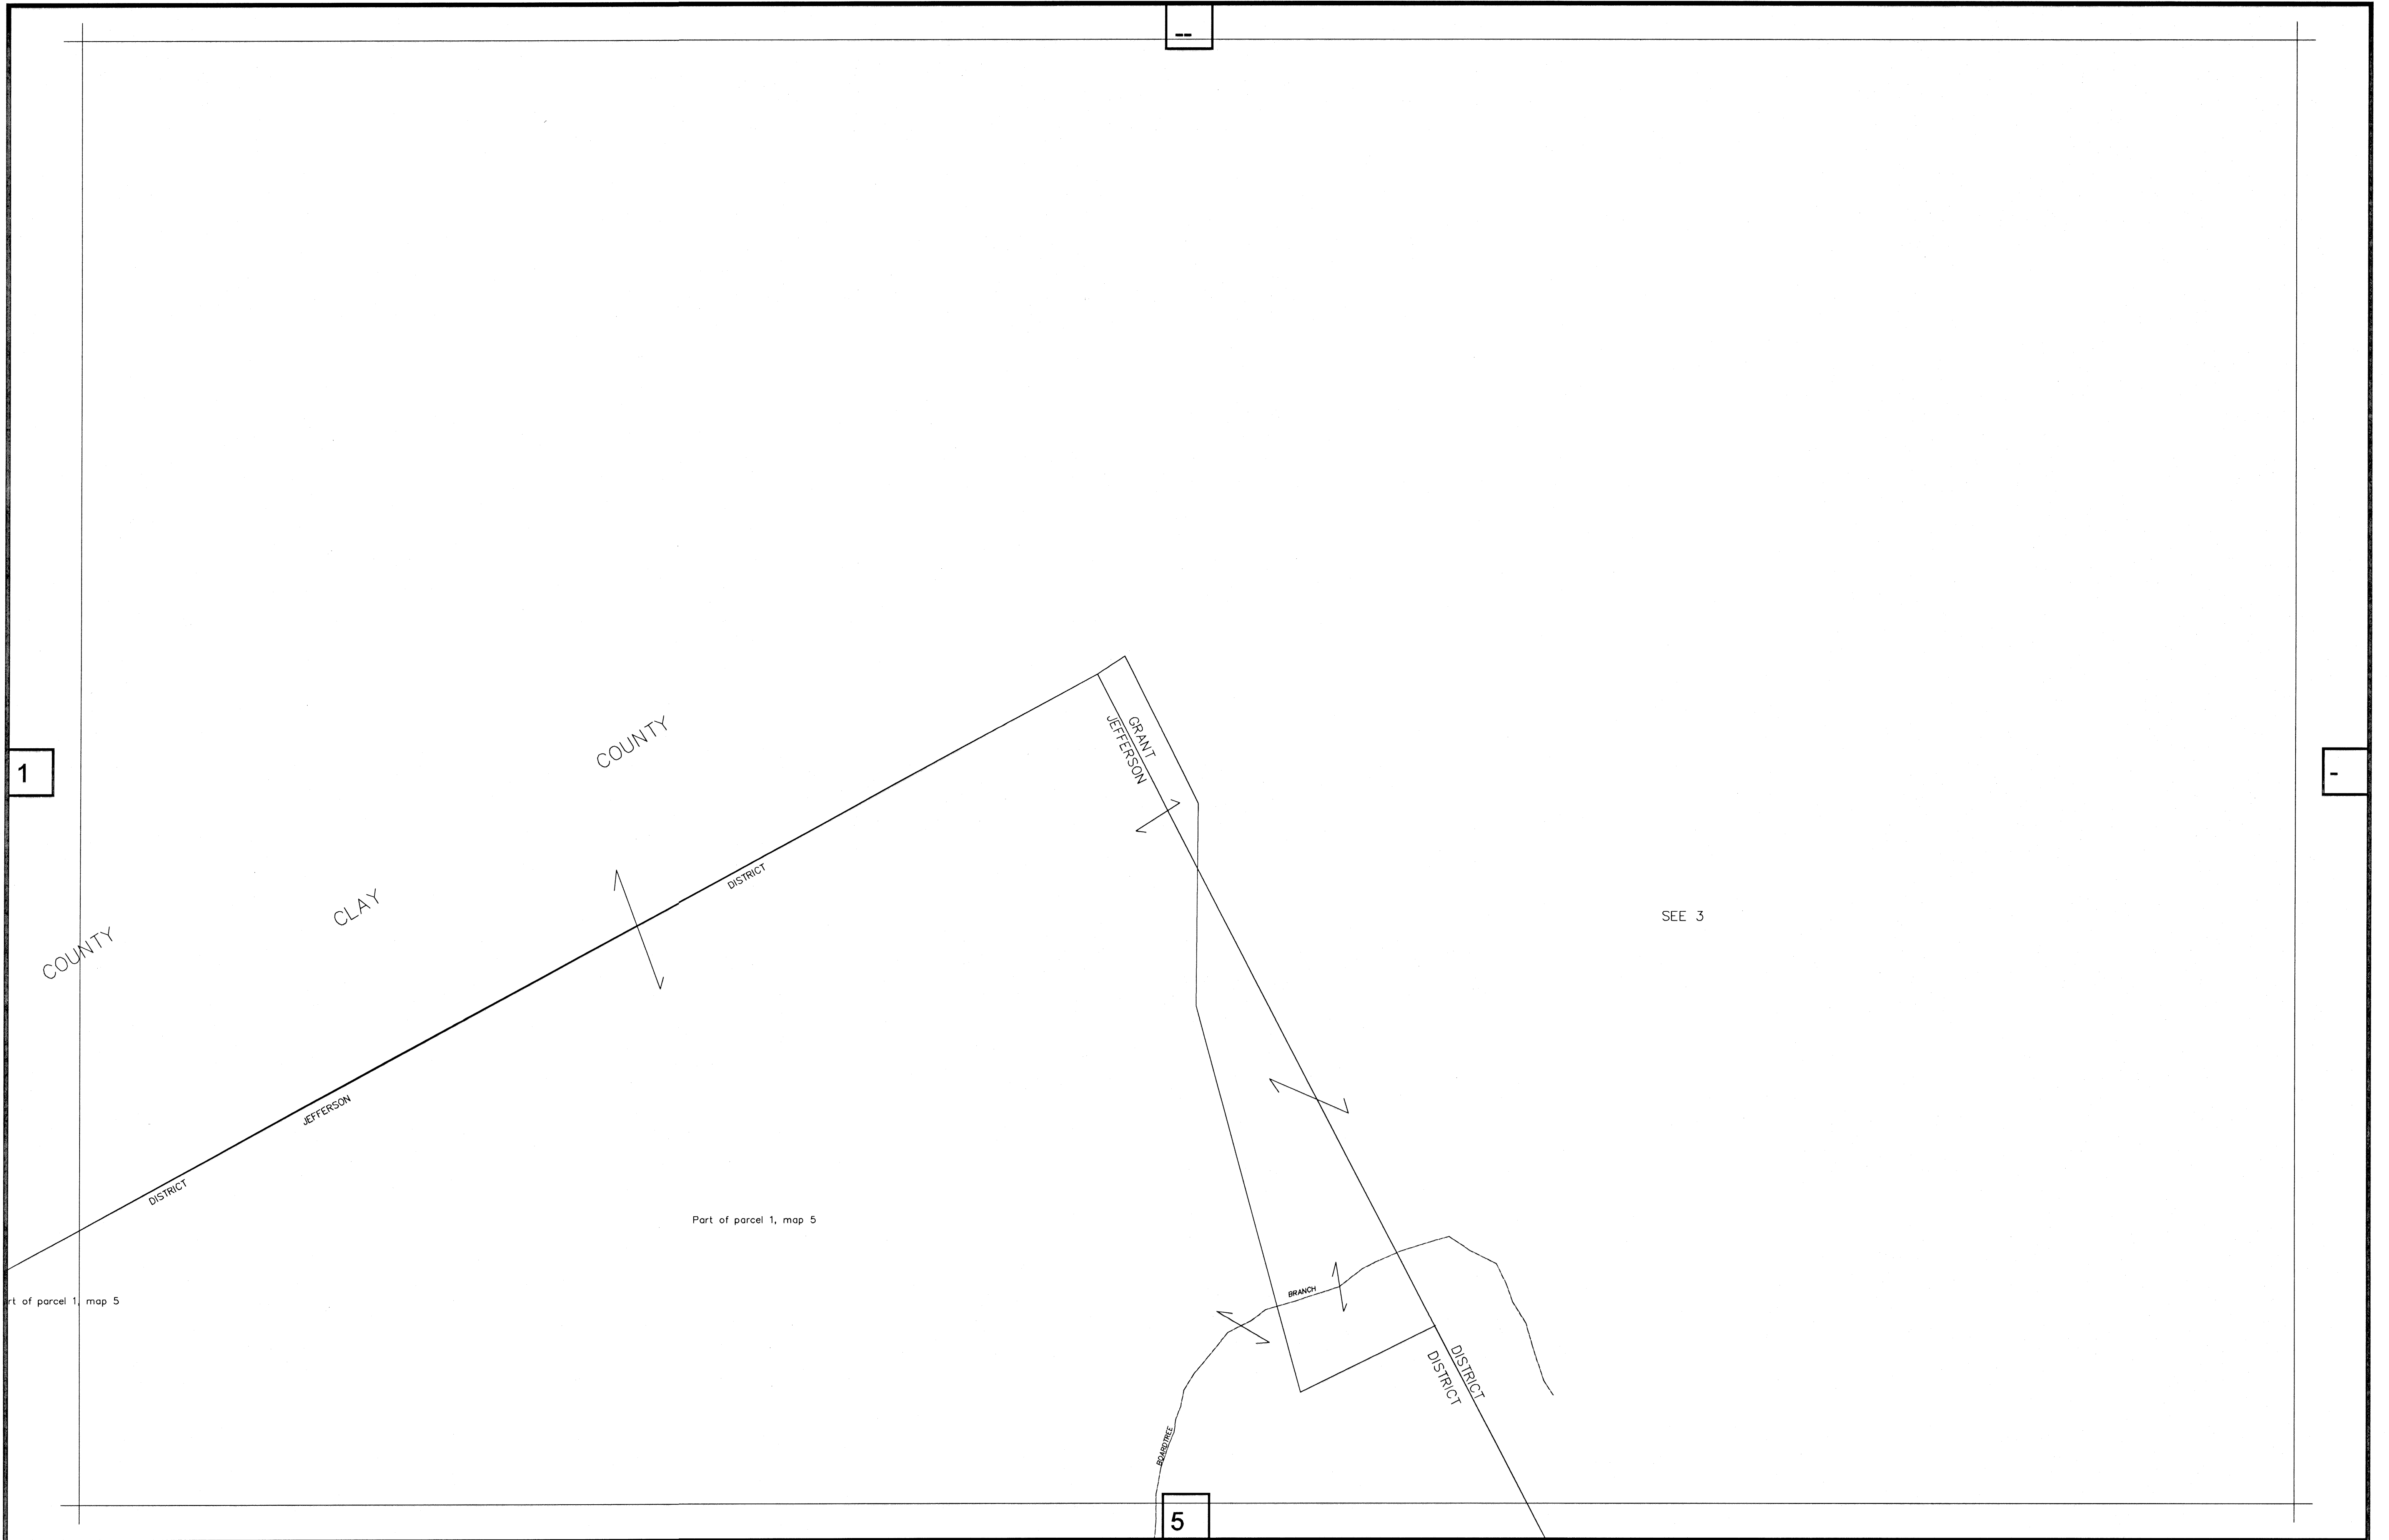 --
COUNTY
GRANT
JEFFERSON
1
-
DISTRICT
CLAY
SEE 3
COUNTY
JEFFERSON
DISTRICT
Part of parcel 1, map 5
BRANCH
rt of parcel 1, map 5
DISTRICT
DISTRICT
BOARDTREE
5